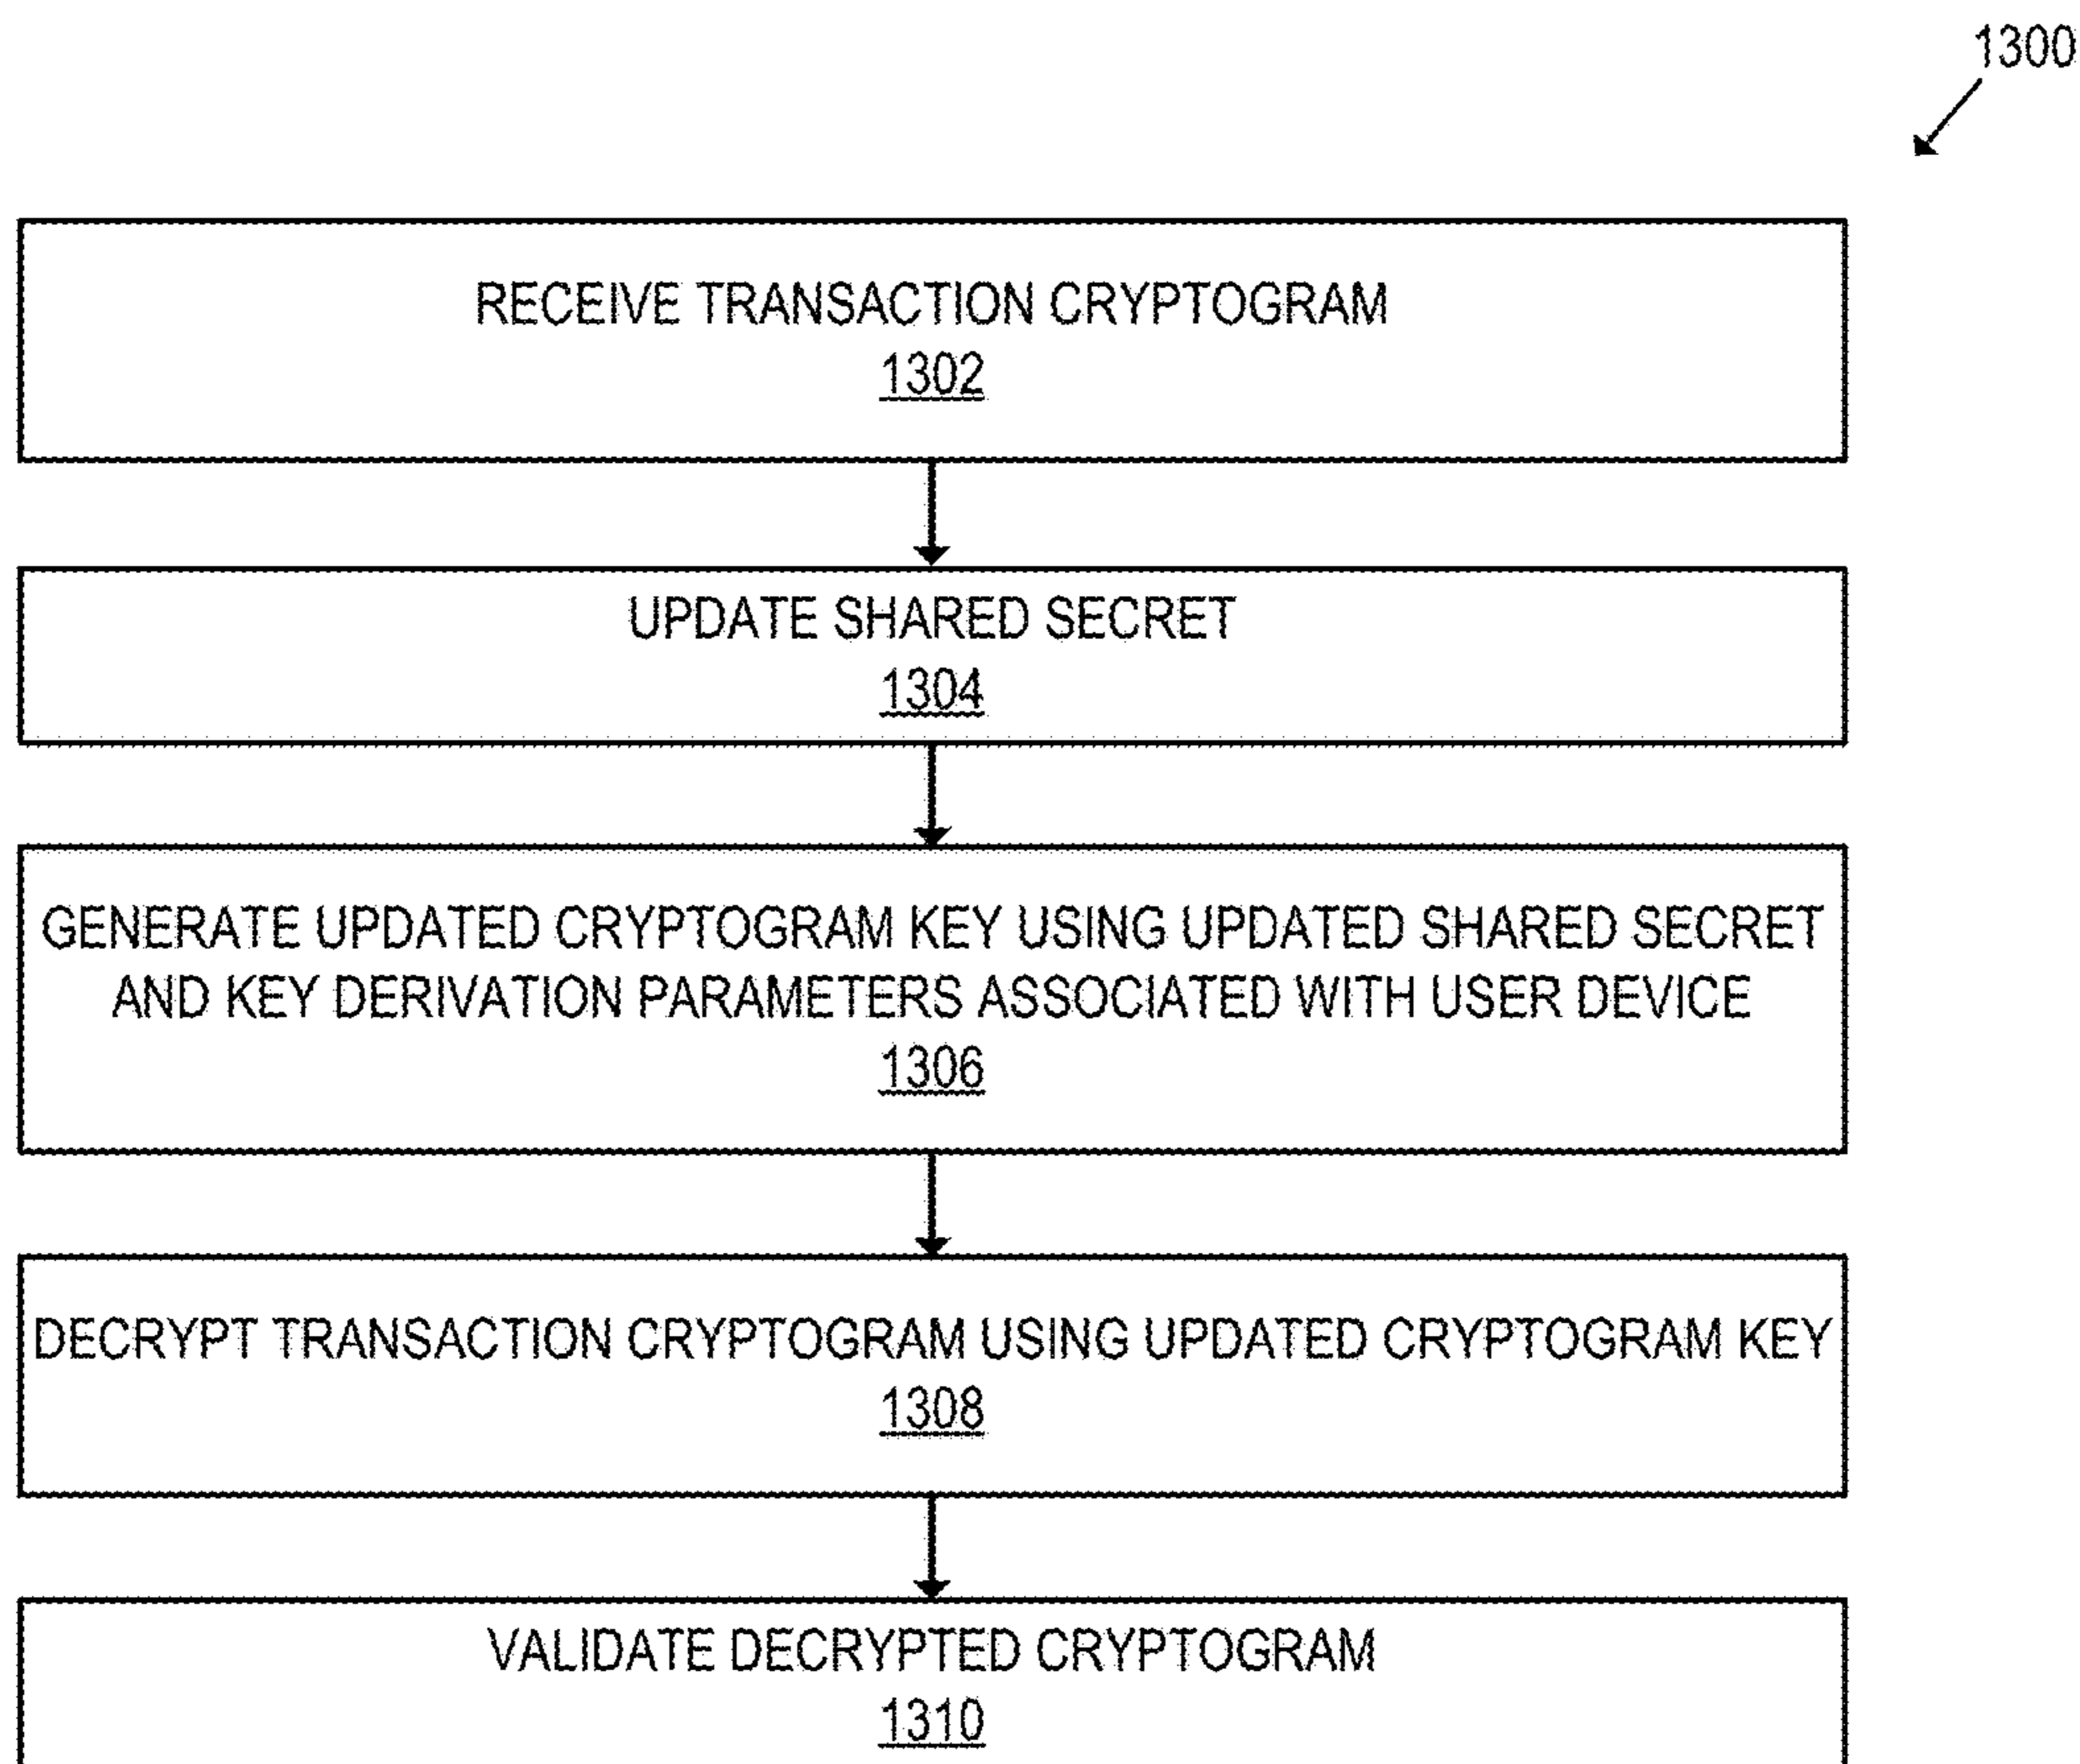 1300
RECEIVE TRANSACTION CRYPTOGRAM
1302
UPDATE SHARED SECRET
1304
GENERATE UPDATED CRYPTOGRAM KEY USING UPDATED SHARED SECRET
AND KEY DERIVATION PARAMETERS ASSOCIATED WITH USER DEVICE
1306
DECRYPT TRANSACTION CRYPTOGRAM USING UPDATED CRYPTOGRAM KEY
1308
VALIDATE DECRYPTED CRYPTOGRAM
1310